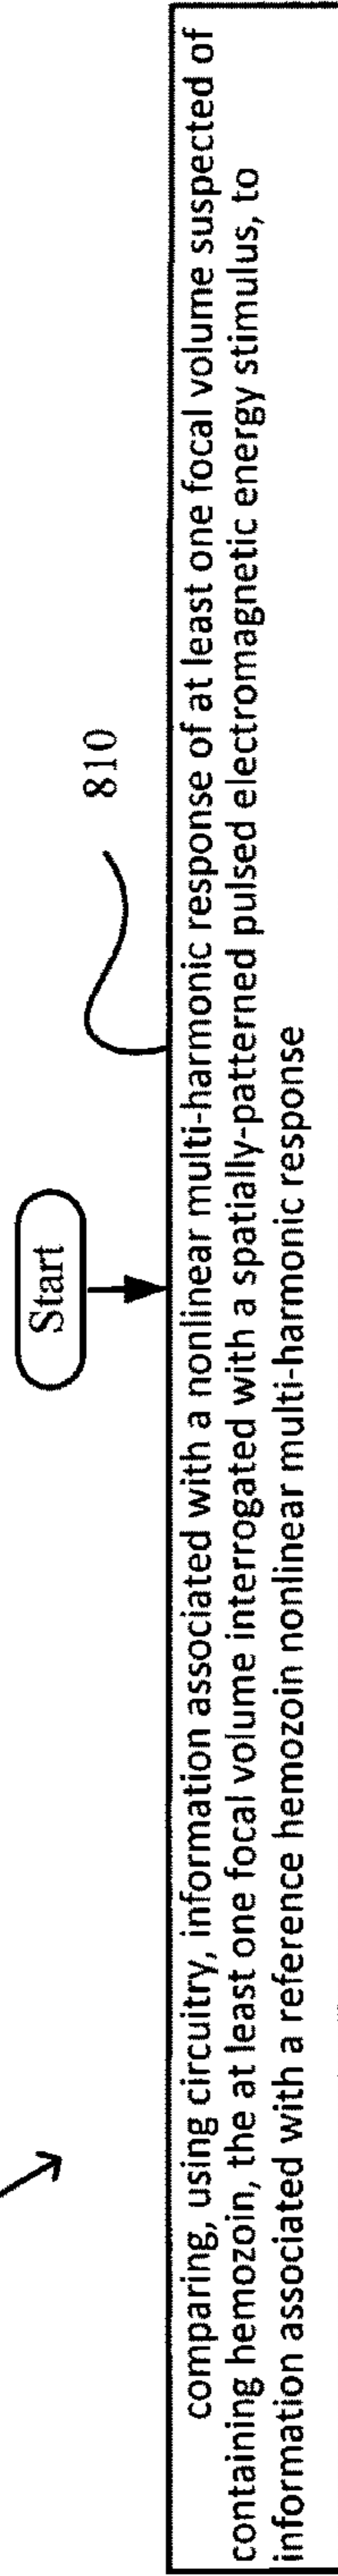 Start
810
comparing, using circuitry, information associated with a nonlinear multi-harmonic response of at least one focal volume suspected of
containing hemozoin, the at least one focal volume interrogated with a spatially-patterned pulsed electromagnetic energy stimulus, to
information associated with a reference hemozoin nonlinear multi-harmonic response